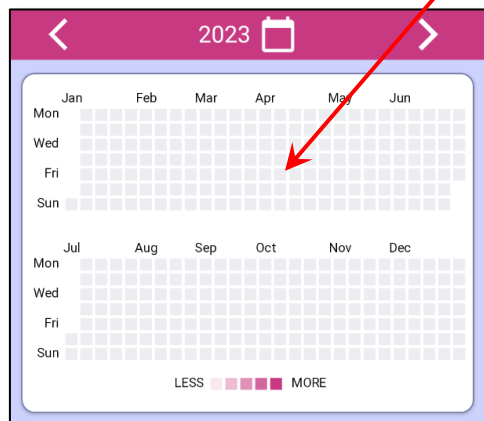 2023
Jan Feb Mar Apr May Jun
Mon
Wed
Fri
Sun
Jul Aug Sep Oct Nov Dec
Mon
Wed
Fri
Sun
LESS MORE